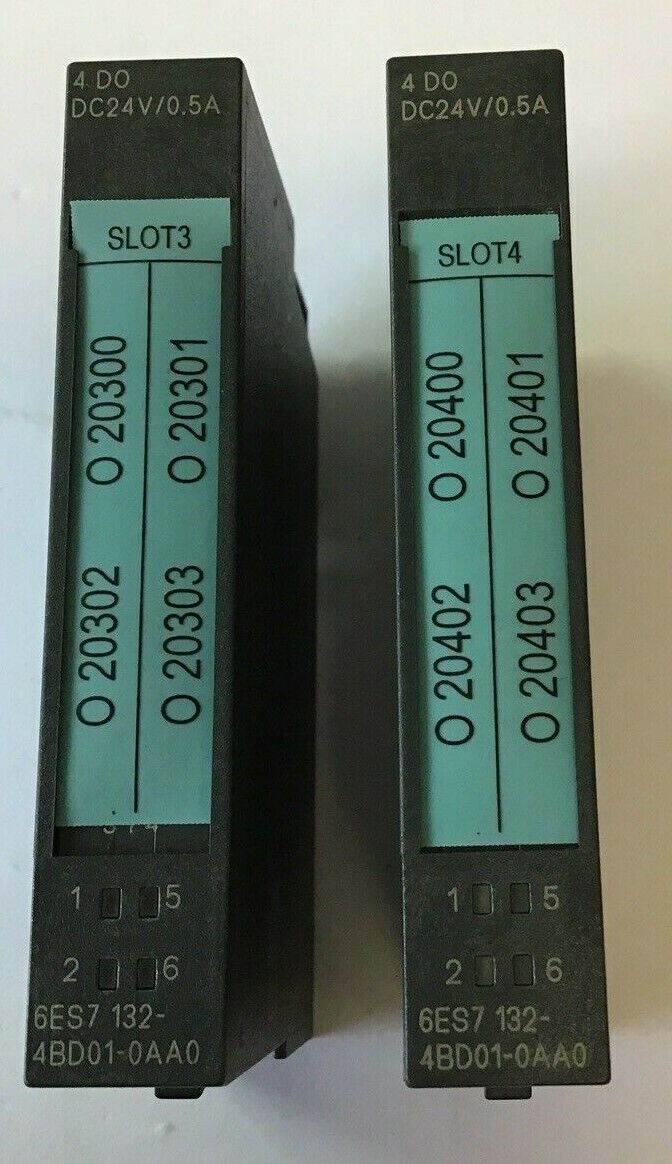 4 DO
DC24V/0.5A
SLOT3
O 20300
O 20301
O 20302
O 20303
1 5
2 6
6ES7 132-
4BD01-0AA0
4 DO
DC24V/0.5A
SLOT4
O 20400
O 20401
O 20402
O 20403
1 5
2 6
6ES7 132-
4BD01-0AA0